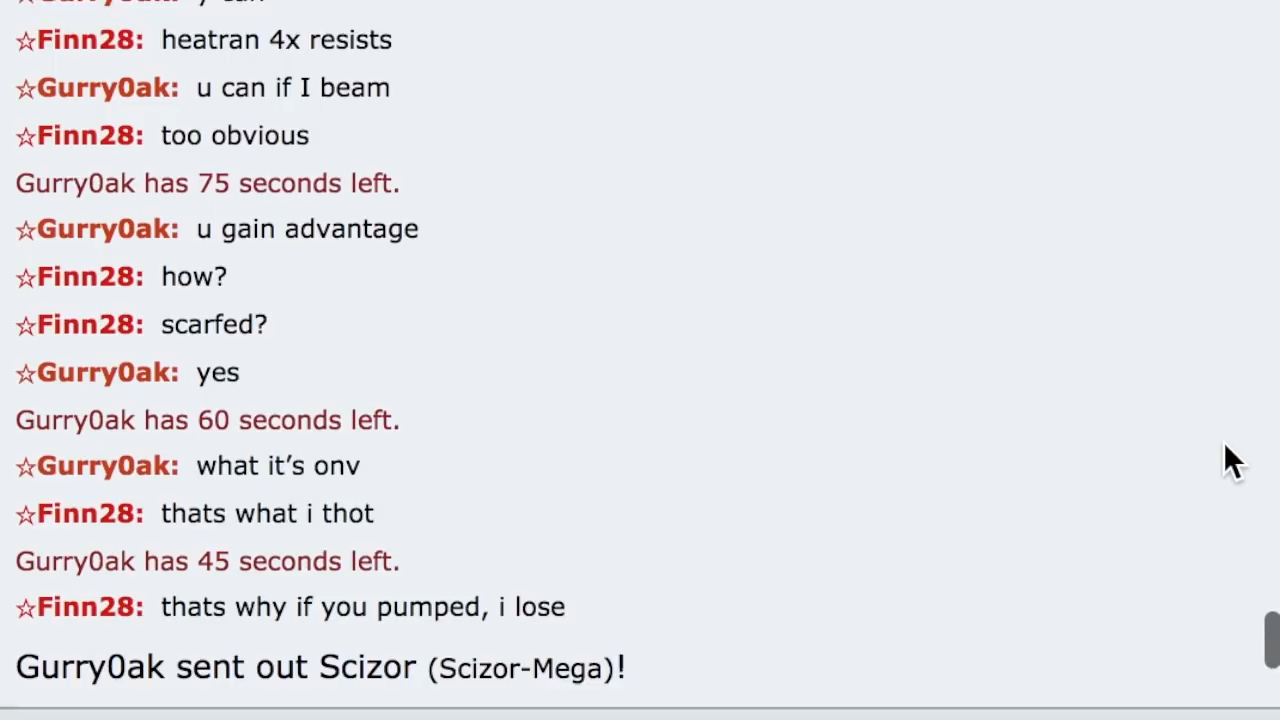 ☆Finn28: heatran 4x resists
☆Gurry0ak: u can if I beam
☆Finn28: too obvious
Gurry0ak has 75 seconds left.
☆Gurry0ak: u gain advantage
☆Finn28: how?
☆Finn28: scarfed?
☆Gurry0ak: yes
Gurry0ak has 60 seconds left.
☆Gurry0ak: what it’s onv
☆Finn28: thats what i thot
Gurry0ak has 45 seconds left.
☆Finn28: thats why if you pumped, i lose
Gurry0ak sent out Scizor (Scizor-Mega)!